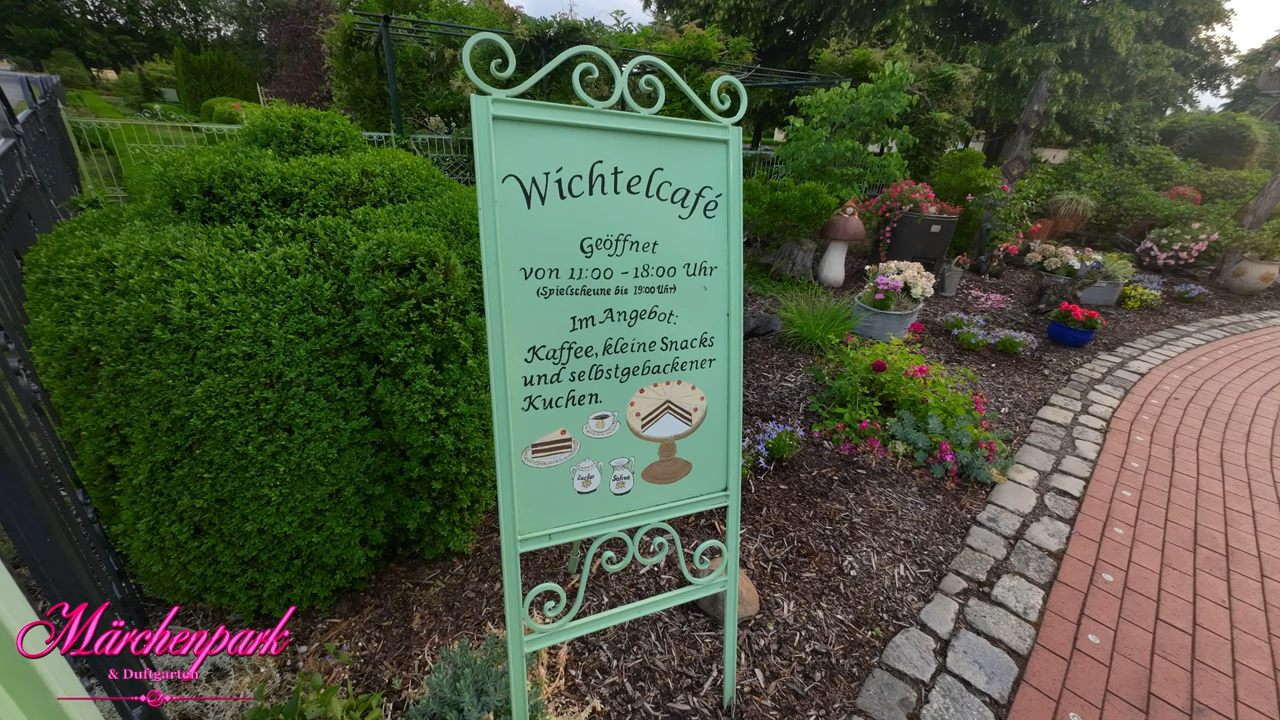 Wichtelcafé
Geöffnet
von 11:00 - 18:00 Uhr
(Spielscheune bis 19:00 Uhr)
Im Angebot:
Kaffee, kleine Snacks
und selbstgebackener
Kuchen.
Zucker
Sahne
Märchenpark
& Duftgarten